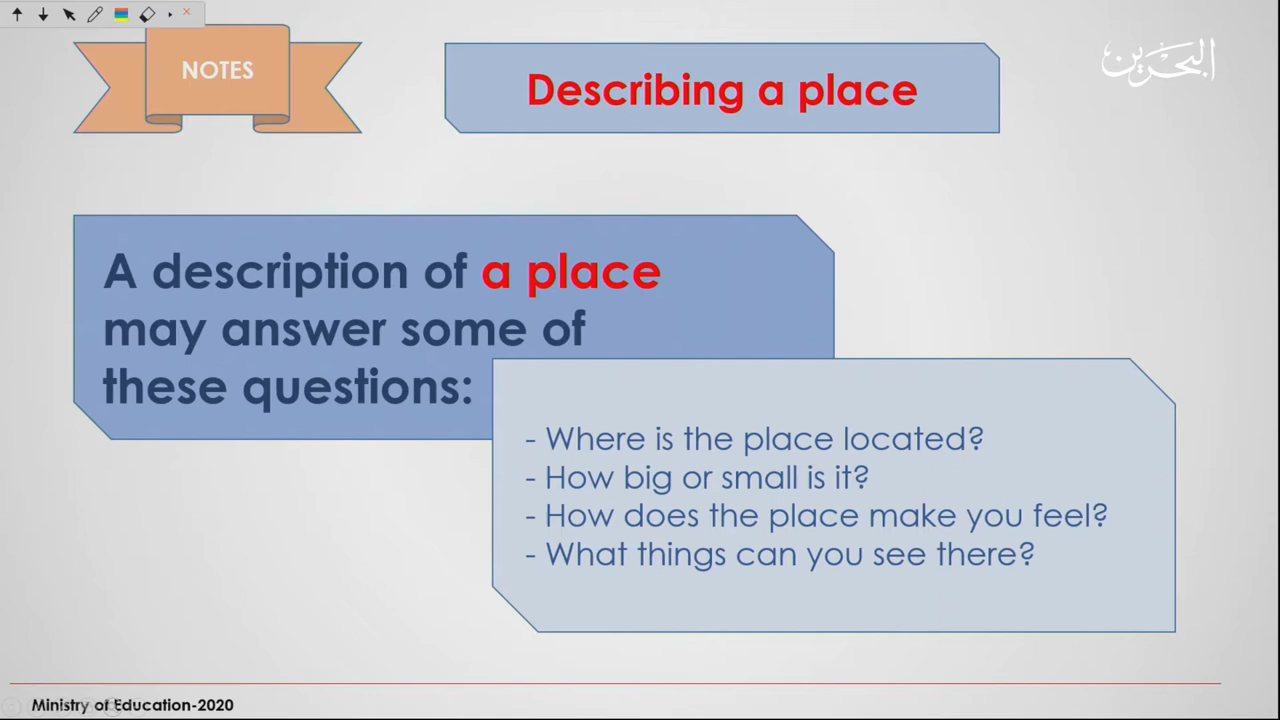 NOTES
Describing a place
البحرين
A description of a place
may answer some of
these questions:
- Where is the place located?
- How big or small is it?
- How does the place make you feel?
- What things can you see there?
Ministry of Education-2020